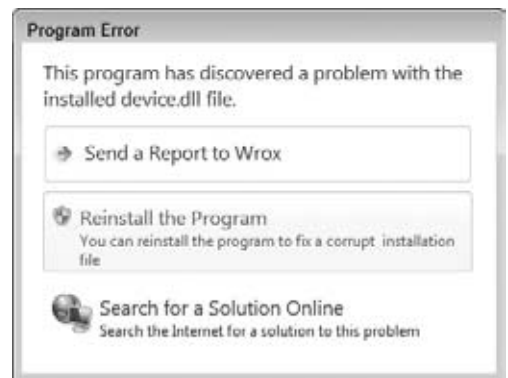 Program Error
This program has discovered a problem with the
installed device.dll file.
Send a Report to Wrox
Reinstall the Program
You can reinstall the program to fix a corrupt installation
file
Search for a Solution Online
Search the Internet for a solution to this problem